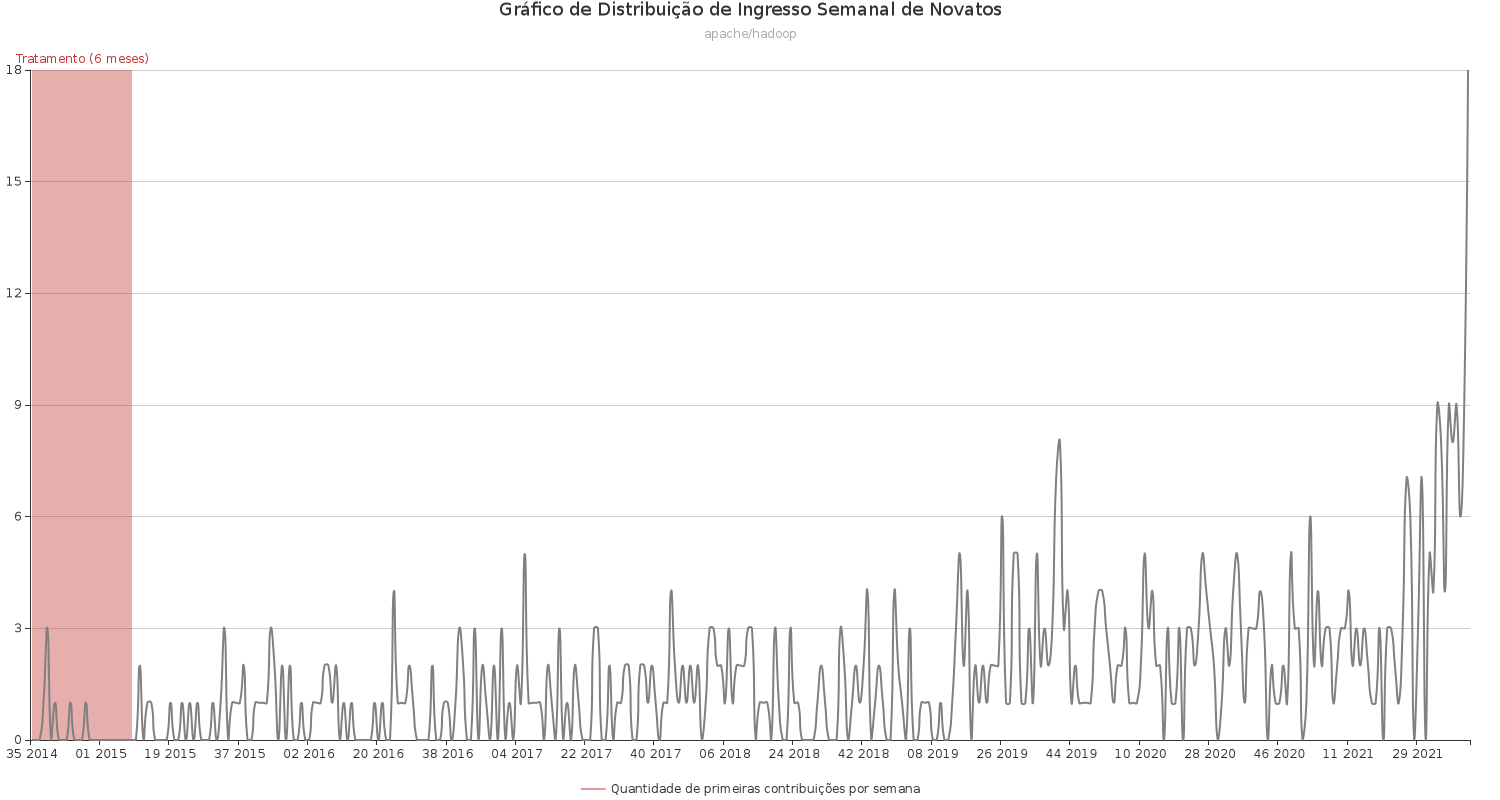 Gráfico de Distribuição de Ingresso Semanal de Novatos
apache/hadoop
Tratamento (6 meses)
18
15
12
9
6
3
0
35 2014 01 2015 19 2015 37 2015 02 2016 20 2016 38 2016 04 2017 22 2017 40 2017 06 2018 24 2018 42 2018 08 2019 26 2019 44 2019 10 2020 28 2020 46 2020 11 2021 29 2021
Quantidade de primeiras contribuições por semana